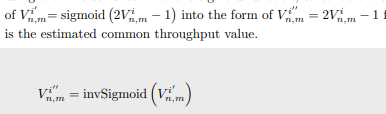 of V^{i'}_{n,m}= sigmoid (2V^{i}_{n,m} − 1) into the form of V^{i''}_{n,m} = 2V^{i}_{n,m} − 1
is the estimated common throughput value.
V^{i''}_{n,m} = invSigmoid (V^{i'}_{n,m})